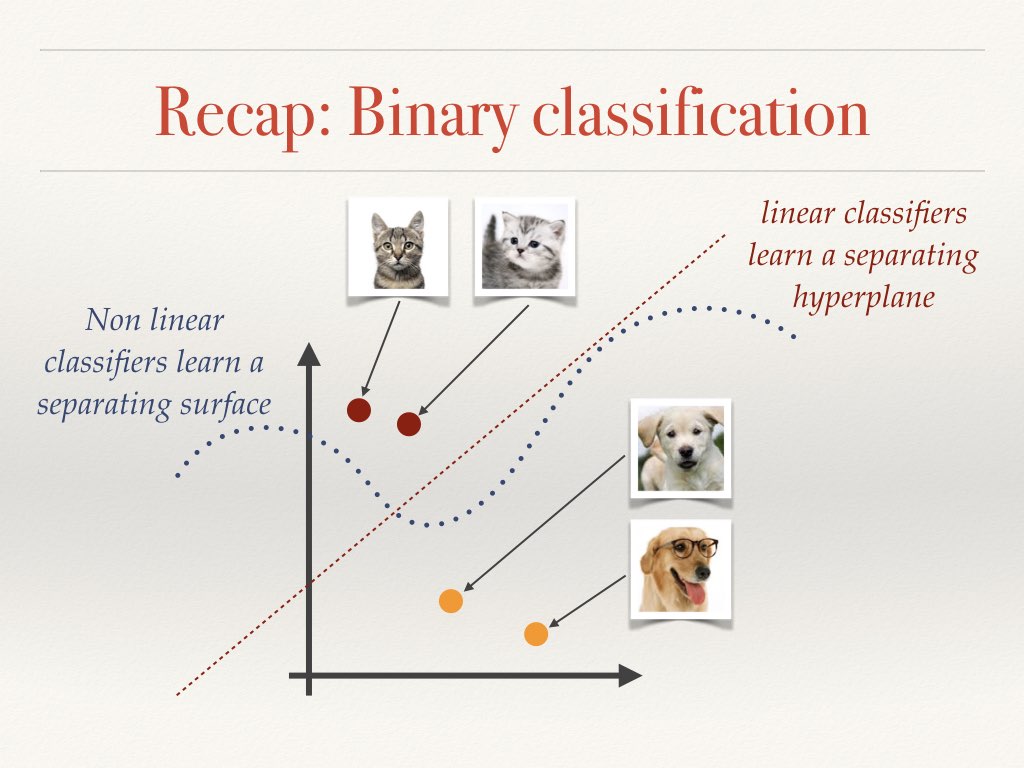 Recap: Binary classification
linear classifiers
learn a separating
hyperplane
Non linear
classifiers learn a
separating surface